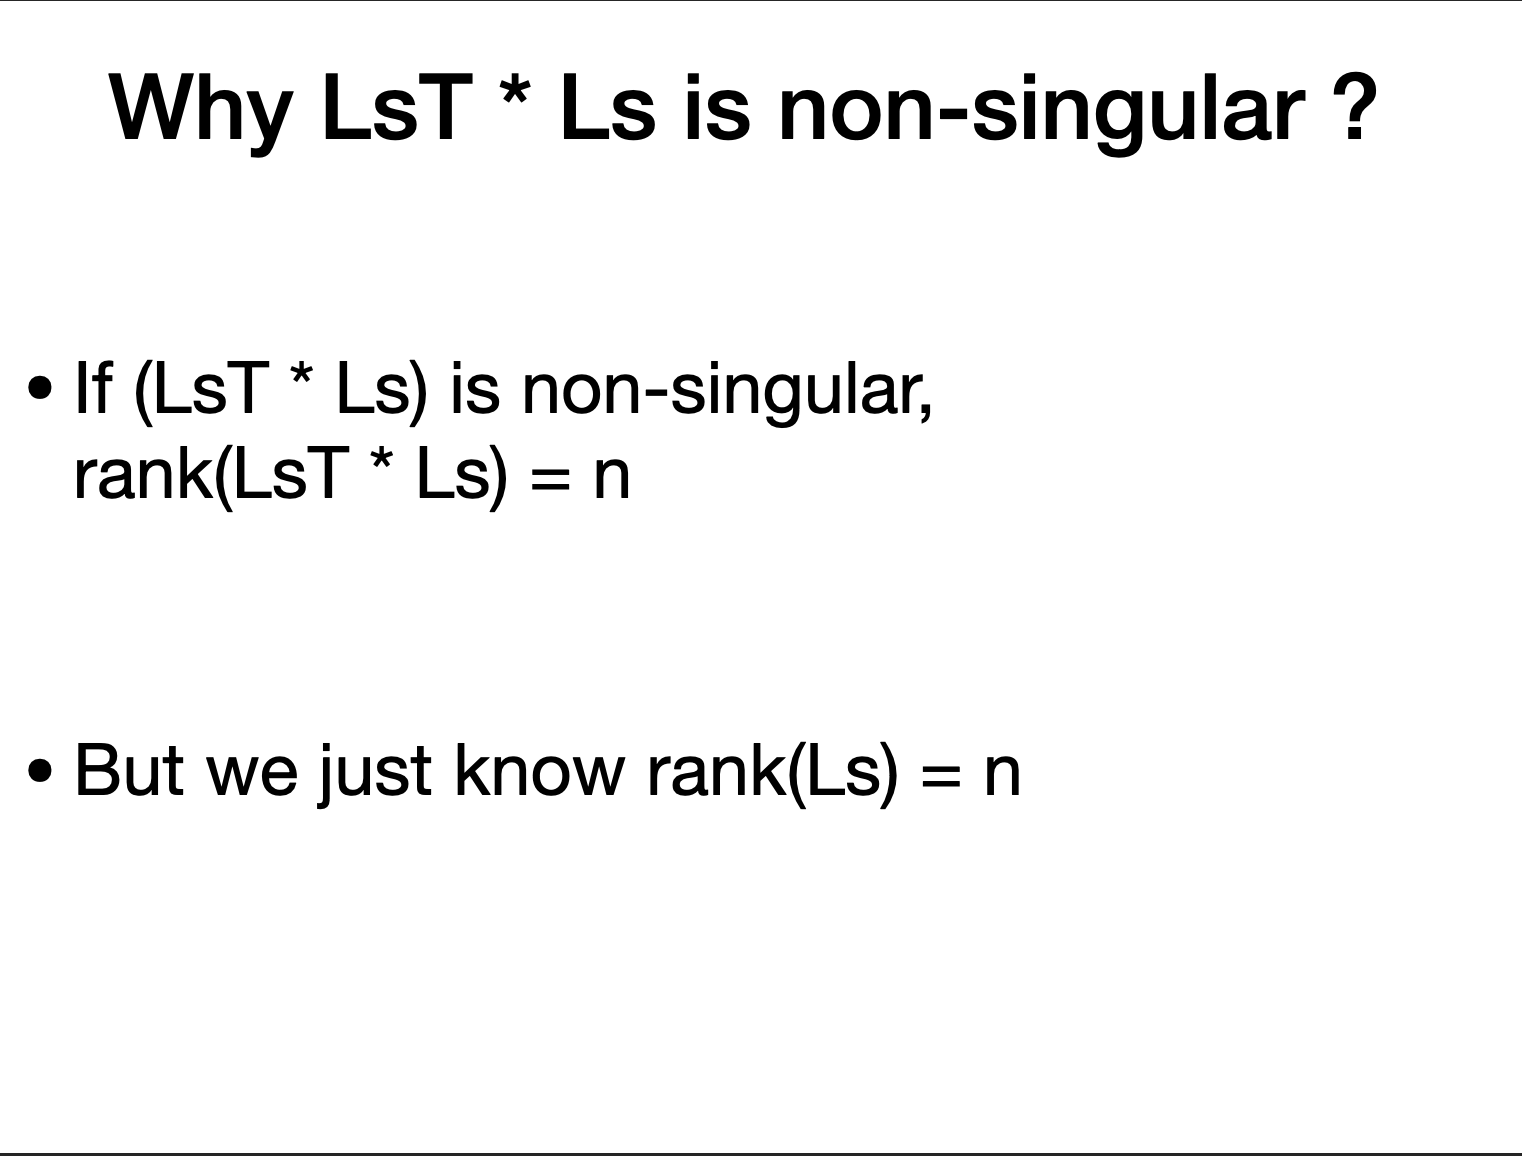 Why LsT * Ls is non-singular ?
• If (LsT * Ls) is non-singular,
rank(LsT * Ls) = n
• But we just know rank(Ls) = n